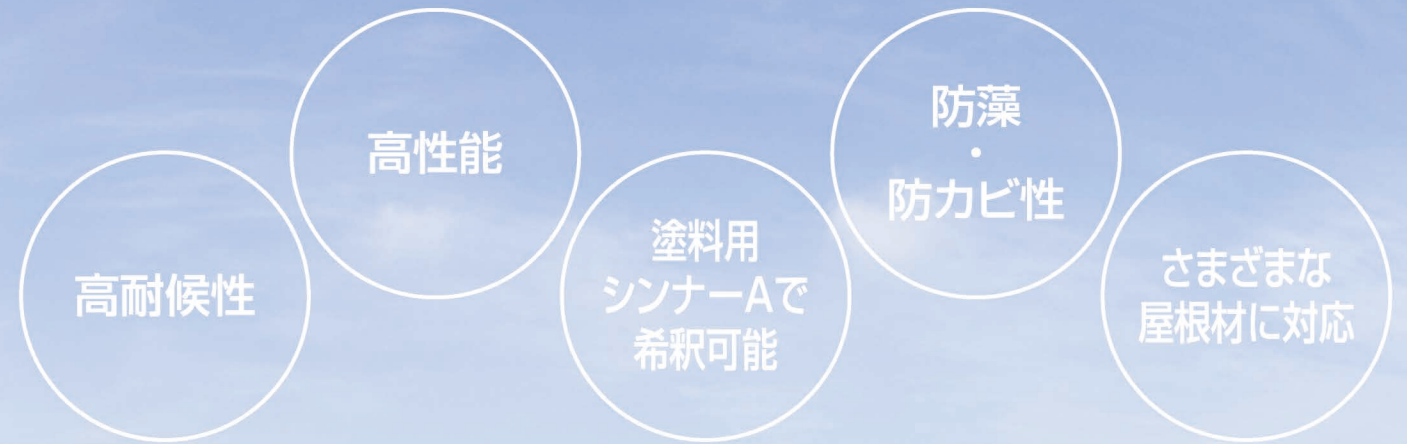 高耐候性
高性能
塗料用
シンナーAで
希釈可能
防藻
・
防カビ性
さまざまな
屋根材に対応